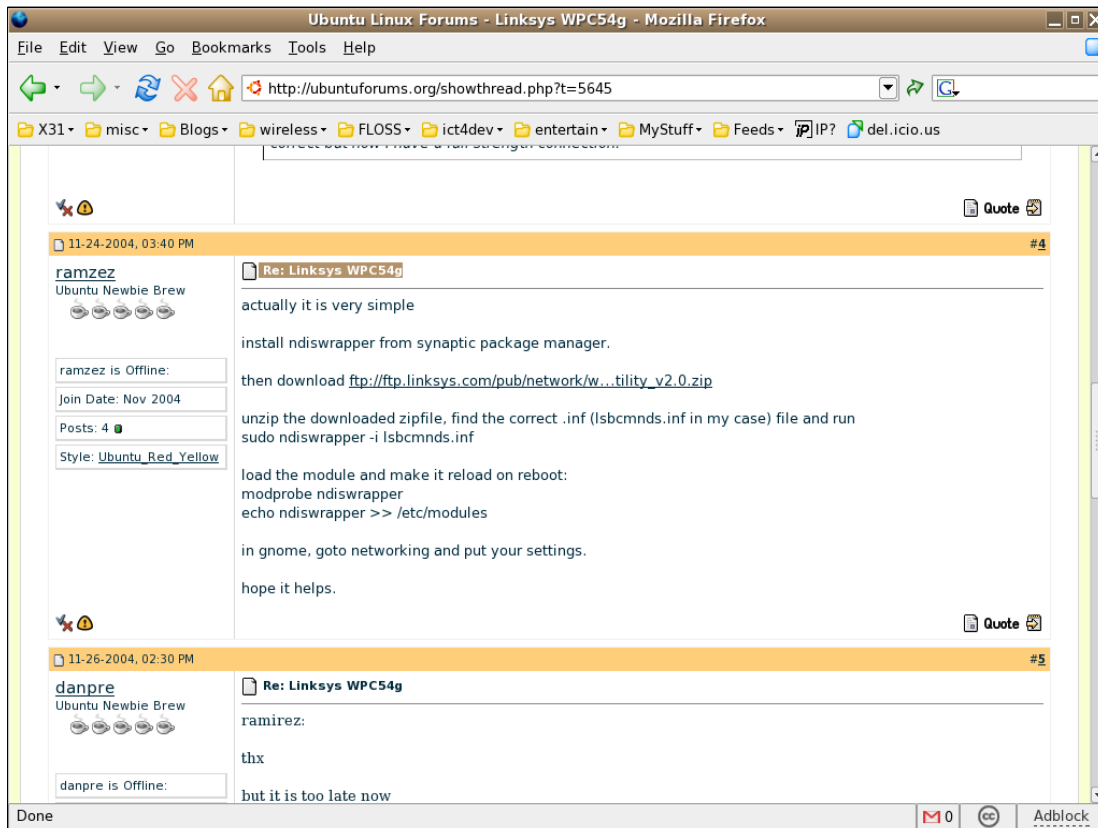 Ubuntu Linux Forums - Linksys WPC54g - Mozilla Firefox
File Edit View Go Bookmarks Tools Help
http://ubuntuforums.org/showthread.php?t=5645
G
X31 misc Blogs wireless FLOSS ict4dev entertain MyStuff Feeds IP? del.icio.us
correct but now I have a full strength connection.
Quote
11-24-2004, 03:40 PM #4
ramzez
Ubuntu Newbie Brew
ramzez is Offline:
Join Date: Nov 2004
Posts: 4
Style: Ubuntu_Red_Yellow
Re: Linksys WPC54g
actually it is very simple
install ndiswrapper from synaptic package manager.
then download ftp://ftp.linksys.com/pub/network/w...tility_v2.0.zip
unzip the downloaded zipfile, find the correct .inf (lsbcmnds.inf in my case) file and run
sudo ndiswrapper -i lsbcmnds.inf
load the module and make it reload on reboot:
modprobe ndiswrapper
echo ndiswrapper >> /etc/modules
in gnome, goto networking and put your settings.
hope it helps.
Quote
11-26-2004, 02:30 PM #5
danpre
Ubuntu Newbie Brew
danpre is Offline:
Re: Linksys WPC54g
ramirez:
thx
but it is too late now
Done M 0 cc Adblock